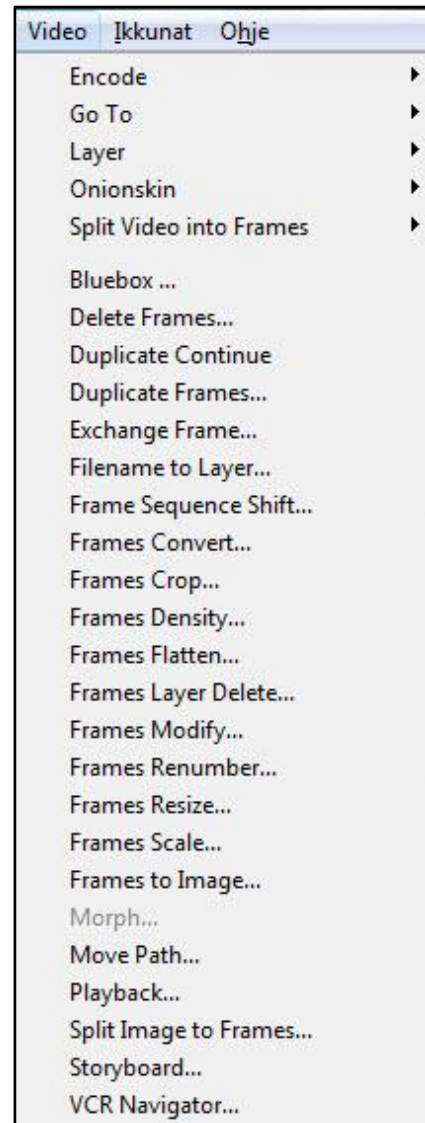 Video Ikkunat Ohje
Encode
Go To
Layer
Onionskin
Split Video into Frames
Bluebox ...
Delete Frames...
Duplicate Continue
Duplicate Frames...
Exchange Frame...
Filename to Layer...
Frame Sequence Shift...
Frames Convert...
Frames Crop...
Frames Density...
Frames Flatten...
Frames Layer Delete...
Frames Modify...
Frames Renumber...
Frames Resize...
Frames Scale...
Frames to Image...
Morph...
Move Path...
Playback...
Split Image to Frames...
Storyboard...
VCR Navigator...